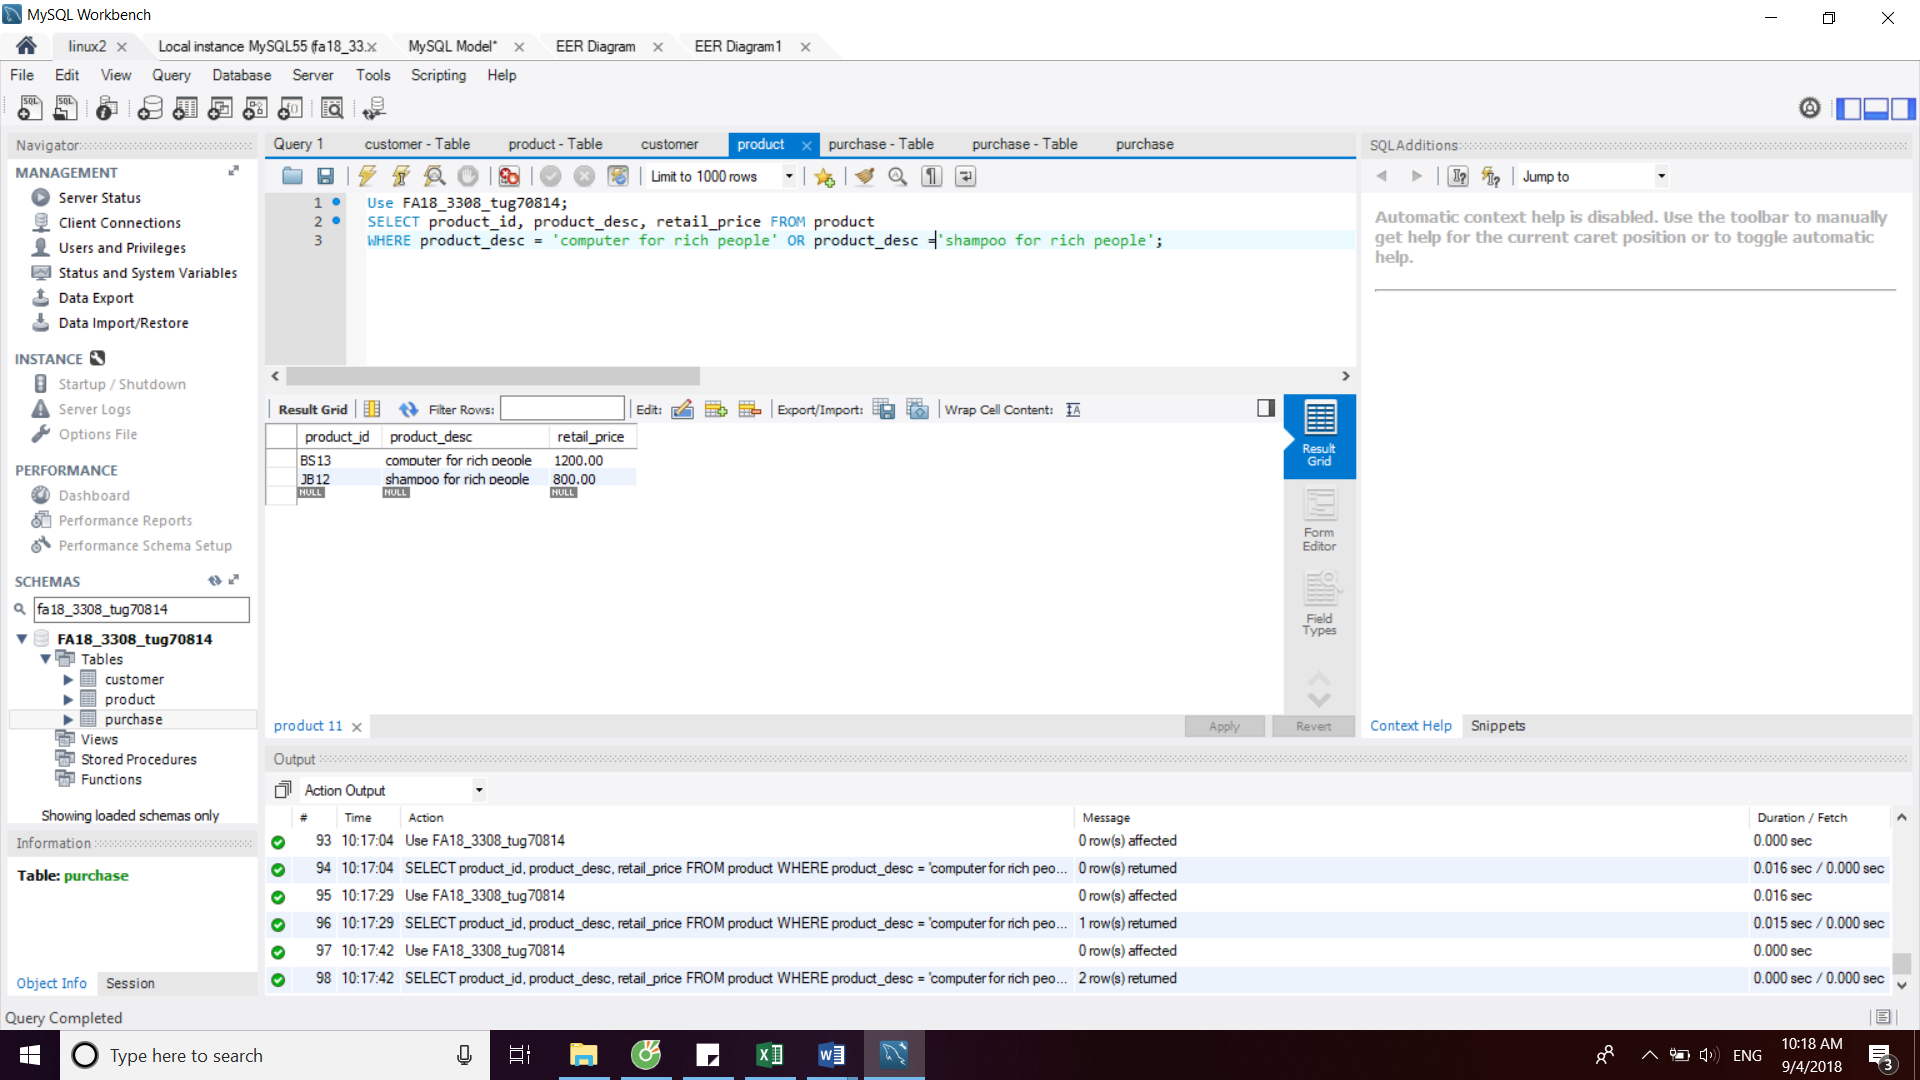 MySQL Workbench
linux2
Local instance MySQL55 (fa18_33...
MySQL Model*
EER Diagram
EER Diagram1
File Edit View Query Database Server Tools Scripting Help
Navigator
MANAGEMENT
Server Status
Client Connections
Users and Privileges
Status and System Variables
Data Export
Data Import/Restore
INSTANCE
Startup / Shutdown
Server Logs
Options File
PERFORMANCE
Dashboard
Performance Reports
Performance Schema Setup
SCHEMAS
fa18_3308_tug70814
FA18_3308_tug70814
Tables
customer
product
purchase
Views
Stored Procedures
Functions
Showing loaded schemas only
Information
Table: purchase
Object Info Session
Query 1 customer - Table product - Table customer product purchase - Table purchase - Table purchase
Limit to 1000 rows
1 Use FA18_3308_tug70814;
2 SELECT product_id, product_desc, retail_price FROM product
3 WHERE product_desc = 'computer for rich people' OR product_desc ='shampoo for rich people';
Result Grid Filter Rows: Edit: Export/Import: Wrap Cell Content:
product_id product_desc retail_price
BS13 computer for rich people 1200.00
JB12 shampoo for rich people 800.00
NULL NULL NULL
Result
Grid
Form
Editor
Field
Types
product 11
Apply Revert
SQLAdditions
Jump to
Automatic context help is disabled. Use the toolbar to manually
get help for the current caret position or to toggle automatic
help.
Context Help Snippets
Output
Action Output
# Time Action Message Duration / Fetch
93 10:17:04 Use FA18_3308_tug70814 0 row(s) affected 0.000 sec
94 10:17:04 SELECT product_id, product_desc, retail_price FROM product WHERE product_desc = 'computer for rich peo... 0 row(s) returned 0.016 sec / 0.000 sec
95 10:17:29 Use FA18_3308_tug70814 0 row(s) affected 0.016 sec
96 10:17:29 SELECT product_id, product_desc, retail_price FROM product WHERE product_desc = 'computer for rich peo... 1 row(s) returned 0.015 sec / 0.000 sec
97 10:17:42 Use FA18_3308_tug70814 0 row(s) affected 0.000 sec
98 10:17:42 SELECT product_id, product_desc, retail_price FROM product WHERE product_desc = 'computer for rich peo... 2 row(s) returned 0.000 sec / 0.000 sec
Query Completed
Type here to search
ENG
10:18 AM
9/4/2018
3